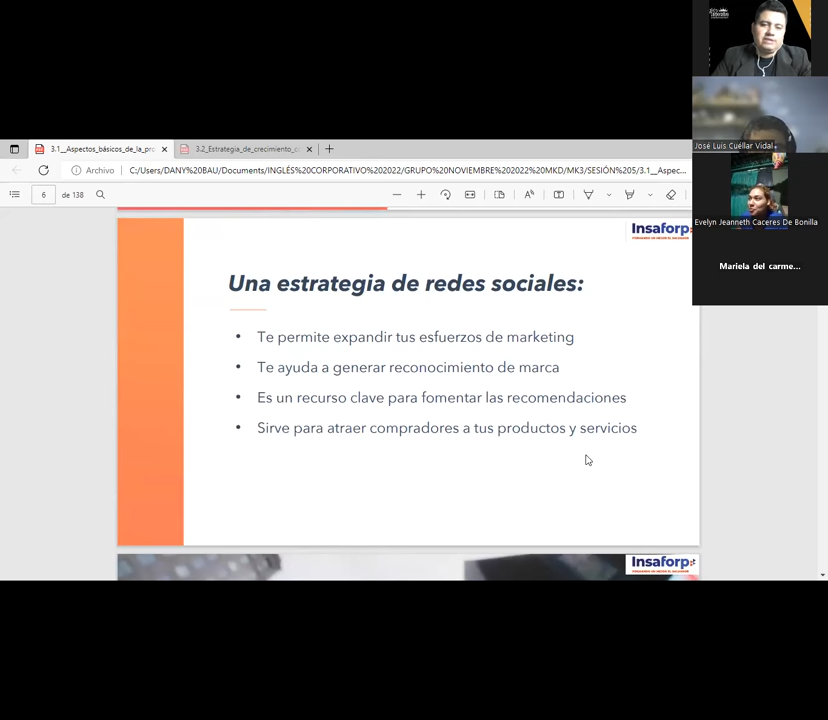 José Luis Cuéllar Vidal
3.1__Aspectos_básicos_de_la_pro
3.2_Estrategia_de_crecimiento_c
Archivo
C:/Users/DANY%20BAU/Documents/INGLÉS%20CORPORATIVO%202022/GRUPO%20NOVIEMBRE%202022%20MKD/MK3/SESIÓN%205/3.1__Aspec...
6
de 138
Evelyn Jeanneth Caceres De Bonilla
Insaforp
Mariela del carme...
Una estrategia de redes sociales:
• Te permite expandir tus esfuerzos de marketing
• Te ayuda a generar reconocimiento de marca
• Es un recurso clave para fomentar las recomendaciones
• Sirve para atraer compradores a tus productos y servicios
Insaforp